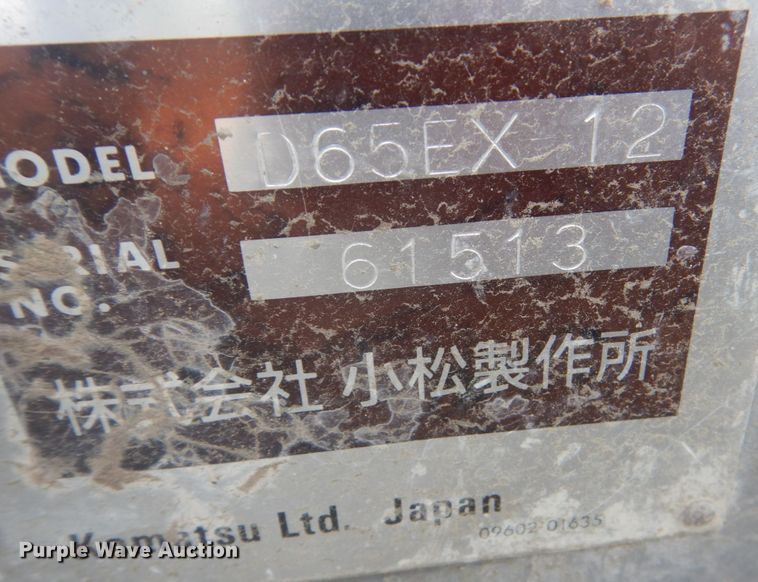 MODEL D65EX-12
SERIAL NO. 61513
株式会社 小松製作所
Komatsu Ltd. Japan
09602-01635
Purple Wave Auction